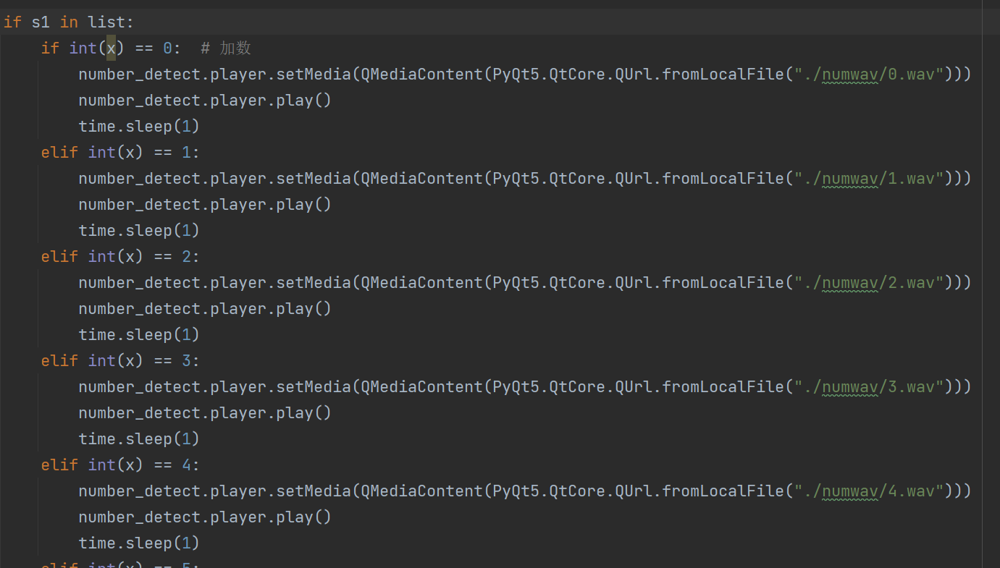 if s1 in list:
    if int(x) == 0:  # 加数
        number_detect.player.setMedia(QMediaContent(PyQt5.QtCore.QUrl.fromLocalFile("./numwav/0.wav")))
        number_detect.player.play()
        time.sleep(1)
    elif int(x) == 1:
        number_detect.player.setMedia(QMediaContent(PyQt5.QtCore.QUrl.fromLocalFile("./numwav/1.wav")))
        number_detect.player.play()
        time.sleep(1)
    elif int(x) == 2:
        number_detect.player.setMedia(QMediaContent(PyQt5.QtCore.QUrl.fromLocalFile("./numwav/2.wav")))
        number_detect.player.play()
        time.sleep(1)
    elif int(x) == 3:
        number_detect.player.setMedia(QMediaContent(PyQt5.QtCore.QUrl.fromLocalFile("./numwav/3.wav")))
        number_detect.player.play()
        time.sleep(1)
    elif int(x) == 4:
        number_detect.player.setMedia(QMediaContent(PyQt5.QtCore.QUrl.fromLocalFile("./numwav/4.wav")))
        number_detect.player.play()
        time.sleep(1)
    elif int(x) == 5: